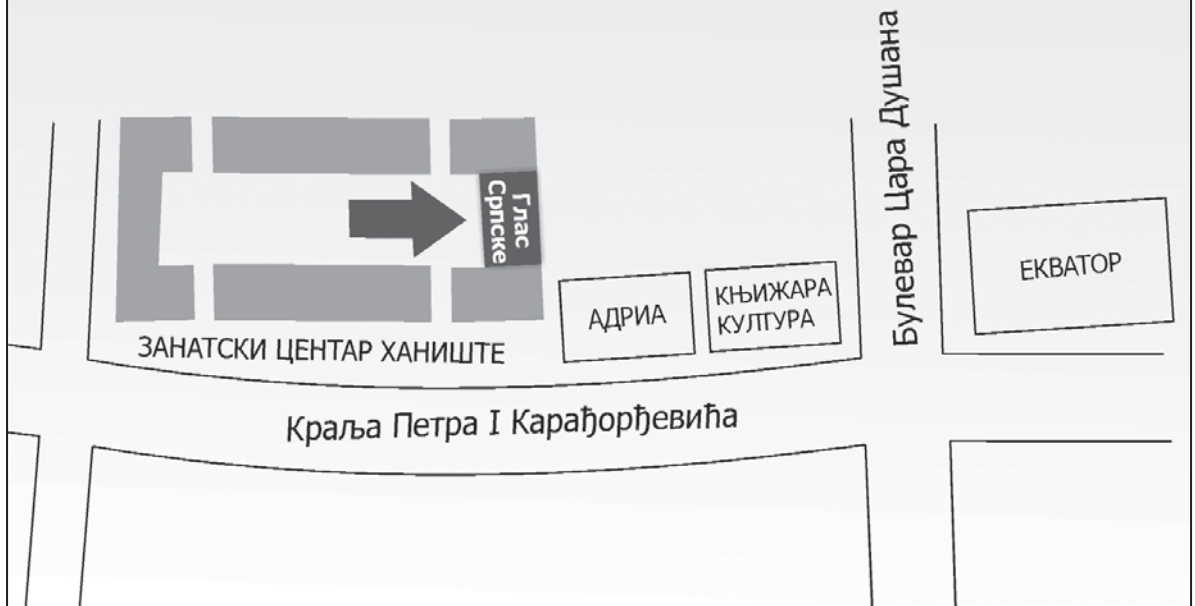 Булевар Цара Душана
Глас
Српске
ЕКВАТОР
АДРИА
КЊИЖАРА
КУЛТУРА
ЗАНАТСКИ ЦЕНТАР ХАНИШТЕ
Краља Петра I Карађорђевића